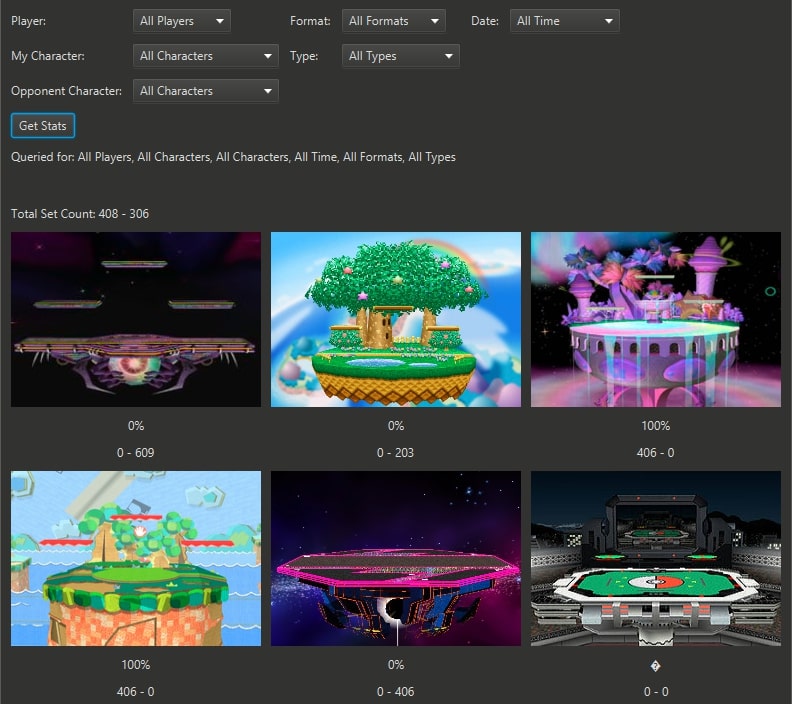 Player: All Players Format: All Formats Date: All Time
My Character: All Characters Type: All Types
Opponent Character: All Characters
Get Stats
Queried for: All Players, All Characters, All Characters, All Time, All Formats, All Types
Total Set Count: 408 - 306
0% 0% 100%
0 - 609 0 - 203 406 - 0
100% 0% �
406 - 0 0 - 406 0 - 0